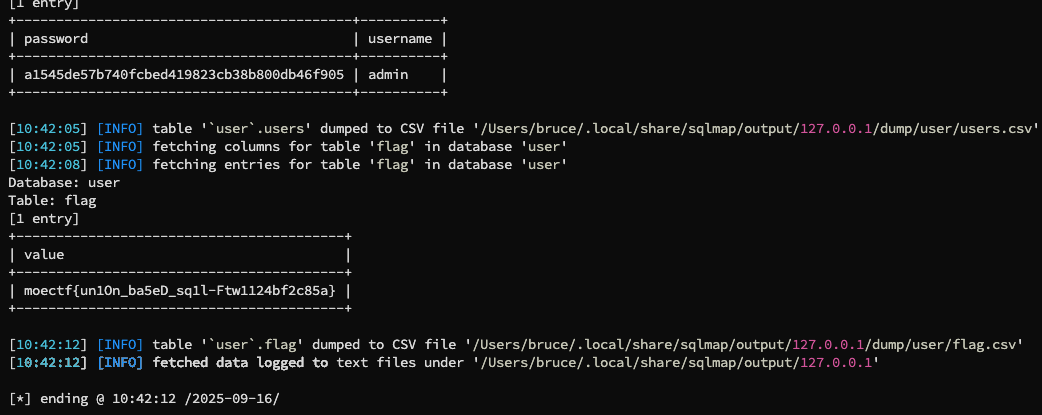 [1 entry]
+------------------------------------------+----------+
| password                                 | username |
+------------------------------------------+----------+
| a1545de57b740fcbed419823cb38b800db46f905 | admin    |
+------------------------------------------+----------+
[10:42:05] [INFO] table '`user`.users' dumped to CSV file '/Users/bruce/.local/share/sqlmap/output/127.0.0.1/dump/user/users.csv'
[10:42:05] [INFO] fetching columns for table 'flag' in database 'user'
[10:42:08] [INFO] fetching entries for table 'flag' in database 'user'
Database: user
Table: flag
[1 entry]
+-----------------------------------------+
| value                                   |
+-----------------------------------------+
| moectf{un1On_ba5eD_sq1l-Ftw1124bf2c85a} |
+-----------------------------------------+
[10:42:12] [INFO] table '`user`.flag' dumped to CSV file '/Users/bruce/.local/share/sqlmap/output/127.0.0.1/dump/user/flag.csv'
[10:42:12] [INFO] fetched data logged to text files under '/Users/bruce/.local/share/sqlmap/output/127.0.0.1'
[*] ending @ 10:42:12 /2025-09-16/